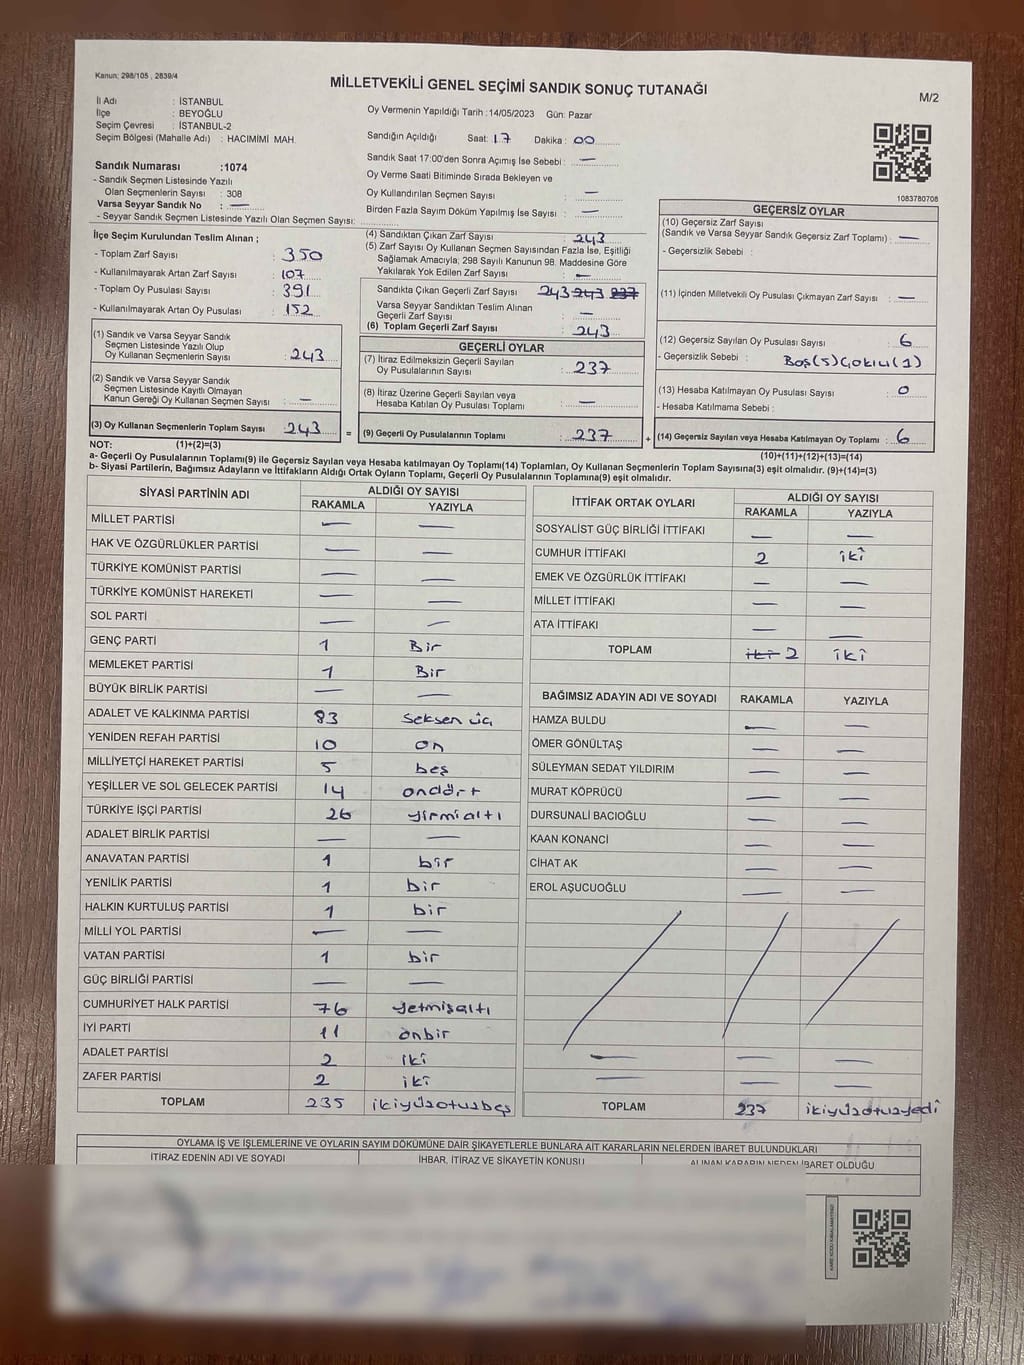 Kanun; 298/105 , 2839/4
MİLLETVEKİLİ GENEL SEÇİMİ SANDIK SONUÇ TUTANAĞI
M/2
İl Adı : İSTANBUL
İlçe : BEYOĞLU
Seçim Çevresi : İSTANBUL-2
Seçim Bölgesi (Mahalle Adı) : HACIMİMİ MAH.
Oy Vermenin Yapıldığı Tarih : 14/05/2023 Gün: Pazar
Sandığın Açıldığı Saat: 17 Dakika : 00
Sandık Saat 17:00'den Sonra Açımış İse Sebebi : —
Oy Verme Saati Bitiminde Sırada Bekleyen ve
Oy Kullandırılan Seçmen Sayısı : —
Birden Fazla Sayım Döküm Yapılmış İse Sayısı : —
Sandık Numarası :1074
- Sandık Seçmen Listesinde Yazılı
Olan Seçmenlerin Sayısı : 308
Varsa Seyyar Sandık No : —
- Seyyar Sandık Seçmen Listesinde Yazılı Olan Seçmen Sayısı:
1083780708
İlçe Seçim Kurulundan Teslim Alınan ;
- Toplam Zarf Sayısı : 350
- Kullanılmayarak Artan Zarf Sayısı : 107
- Toplam Oy Pusulası Sayısı : 391
- Kullanılmayarak Artan Oy Pusulası : 152
(1) Sandık ve Varsa Seyyar Sandık
Seçmen Listesinde Yazılı Olup
Oy Kullanan Seçmenlerin Sayısı : 243
(2) Sandık ve Varsa Seyyar Sandık
Seçmen Listesinde Kayıtlı Olmayan
Kanun Gereği Oy Kullanan Seçmen Sayısı : —
(3) Oy Kullanan Seçmenlerin Toplam Sayısı : 243
(4) Sandıktan Çıkan Zarf Sayısı : 243
(5) Zarf Sayısı Oy Kullanan Seçmen Sayısından Fazla İse, Eşitliği
Sağlamak Amacıyla; 298 Sayılı Kanunun 98. Maddesine Göre
Yakılarak Yok Edilen Zarf Sayısı : —
Sandıkta Çıkan Geçerli Zarf Sayısı : 243 243 237
Varsa Seyyar Sandıktan Teslim Alınan
Geçerli Zarf Sayısı : —
(6) Toplam Geçerli Zarf Sayısı : 243
GEÇERLİ OYLAR
(7) İtiraz Edilmeksizin Geçerli Sayılan
Oy Pusulalarının Sayısı : 237
(8) İtiraz Üzerine Geçerli Sayılan veya
Hesaba Katılan Oy Pusulası Toplamı : —
= (9) Geçerli Oy Pusulalarının Toplamı : 237
GEÇERSİZ OYLAR
(10) Geçersiz Zarf Sayısı
(Sandık ve Varsa Seyyar Sandık Geçersiz Zarf Toplamı) : —
- Geçersizlik Sebebi :
(11) İçinden Milletvekili Oy Pusulası Çıkmayan Zarf Sayısı : —
(12) Geçersiz Sayılan Oy Pusulası Sayısı : 6
- Geçersizlik Sebebi : Boş(5) Çoklu(1)
(13) Hesaba Katılmayan Oy Pusulası Sayısı : 0
- Hesaba Katılmama Sebebi :
+ (14) Geçersiz Sayılan veya Hesaba Katılmayan Oy Toplamı : 6
NOT: (1)+(2)=(3)
(10)+(11)+(12)+(13)=(14)
a- Geçerli Oy Pusulalarının Toplamı(9) ile Geçersiz Sayılan veya Hesaba katılmayan Oy Toplamı(14) Toplamları, Oy Kullanan Seçmenlerin Toplam Sayısına(3) eşit olmalıdır. (9)+(14)=(3)
b- Siyasi Partilerin, Bağımsız Adayların ve İttifakların Aldığı Ortak Oyların Toplamı, Geçerli Oy Pusulalarının Toplamına(9) eşit olmalıdır.
SİYASİ PARTİNİN ADI ALDIĞI OY SAYISI
RAKAMLA YAZIYLA
MİLLET PARTİSİ — —
HAK VE ÖZGÜRLÜKLER PARTİSİ — —
TÜRKİYE KOMÜNİST PARTİSİ — —
TÜRKİYE KOMÜNİST HAREKETİ — —
SOL PARTİ — —
GENÇ PARTİ 1 Bir
MEMLEKET PARTİSİ 1 Bir
BÜYÜK BİRLİK PARTİSİ — —
ADALET VE KALKINMA PARTİSİ 83 Seksen üç
YENİDEN REFAH PARTİSİ 10 on
MİLLİYETÇİ HAREKET PARTİSİ 5 beş
YEŞİLLER VE SOL GELECEK PARTİSİ 14 ondört
TÜRKİYE İŞÇİ PARTİSİ 26 yirmialtı
ADALET BİRLİK PARTİSİ — —
ANAVATAN PARTİSİ 1 bir
YENİLİK PARTİSİ 1 bir
HALKIN KURTULUŞ PARTİSİ 1 bir
MİLLİ YOL PARTİSİ — —
VATAN PARTİSİ 1 bir
GÜÇ BİRLİĞİ PARTİSİ — —
CUMHURİYET HALK PARTİSİ 76 yetmişaltı
İYİ PARTİ 11 onbir
ADALET PARTİSİ 2 iki
ZAFER PARTİSİ 2 iki
TOPLAM 235 ikiyüzotuzbeş
İTTİFAK ORTAK OYLARI ALDIĞI OY SAYISI
RAKAMLA YAZIYLA
SOSYALİST GÜÇ BİRLİĞİ İTTİFAKI — —
CUMHUR İTTİFAKI 2 iki
EMEK VE ÖZGÜRLÜK İTTİFAKI — —
MİLLET İTTİFAKI — —
ATA İTTİFAKI — —
TOPLAM iki 2 iki
BAĞIMSIZ ADAYIN ADI VE SOYADI RAKAMLA YAZIYLA
HAMZA BULDU — —
ÖMER GÖNÜLTAŞ — —
SÜLEYMAN SEDAT YILDIRIM — —
MURAT KÖPRÜCÜ — —
DURSUNALİ BACIOĞLU — —
KAAN KONANCİ — —
CİHAT AK — —
EROL AŞUCUOĞLU — —
— — —
— — —
TOPLAM 237 ikiyüzotuzyedi
OYLAMA İŞ VE İŞLEMLERİNE VE OYLARIN SAYIM DÖKÜMÜNE DAİR ŞİKAYETLERLE BUNLARA AİT KARARLARIN NELERDEN İBARET BULUNDUKLARI
İTİRAZ EDENİN ADI VE SOYADI İHBAR, İTİRAZ VE ŞİKAYETİN KONUSU ALINAN KARARIN NEDEN İBARET OLDUĞU
KARE KODU KARALAMAYINIZ!